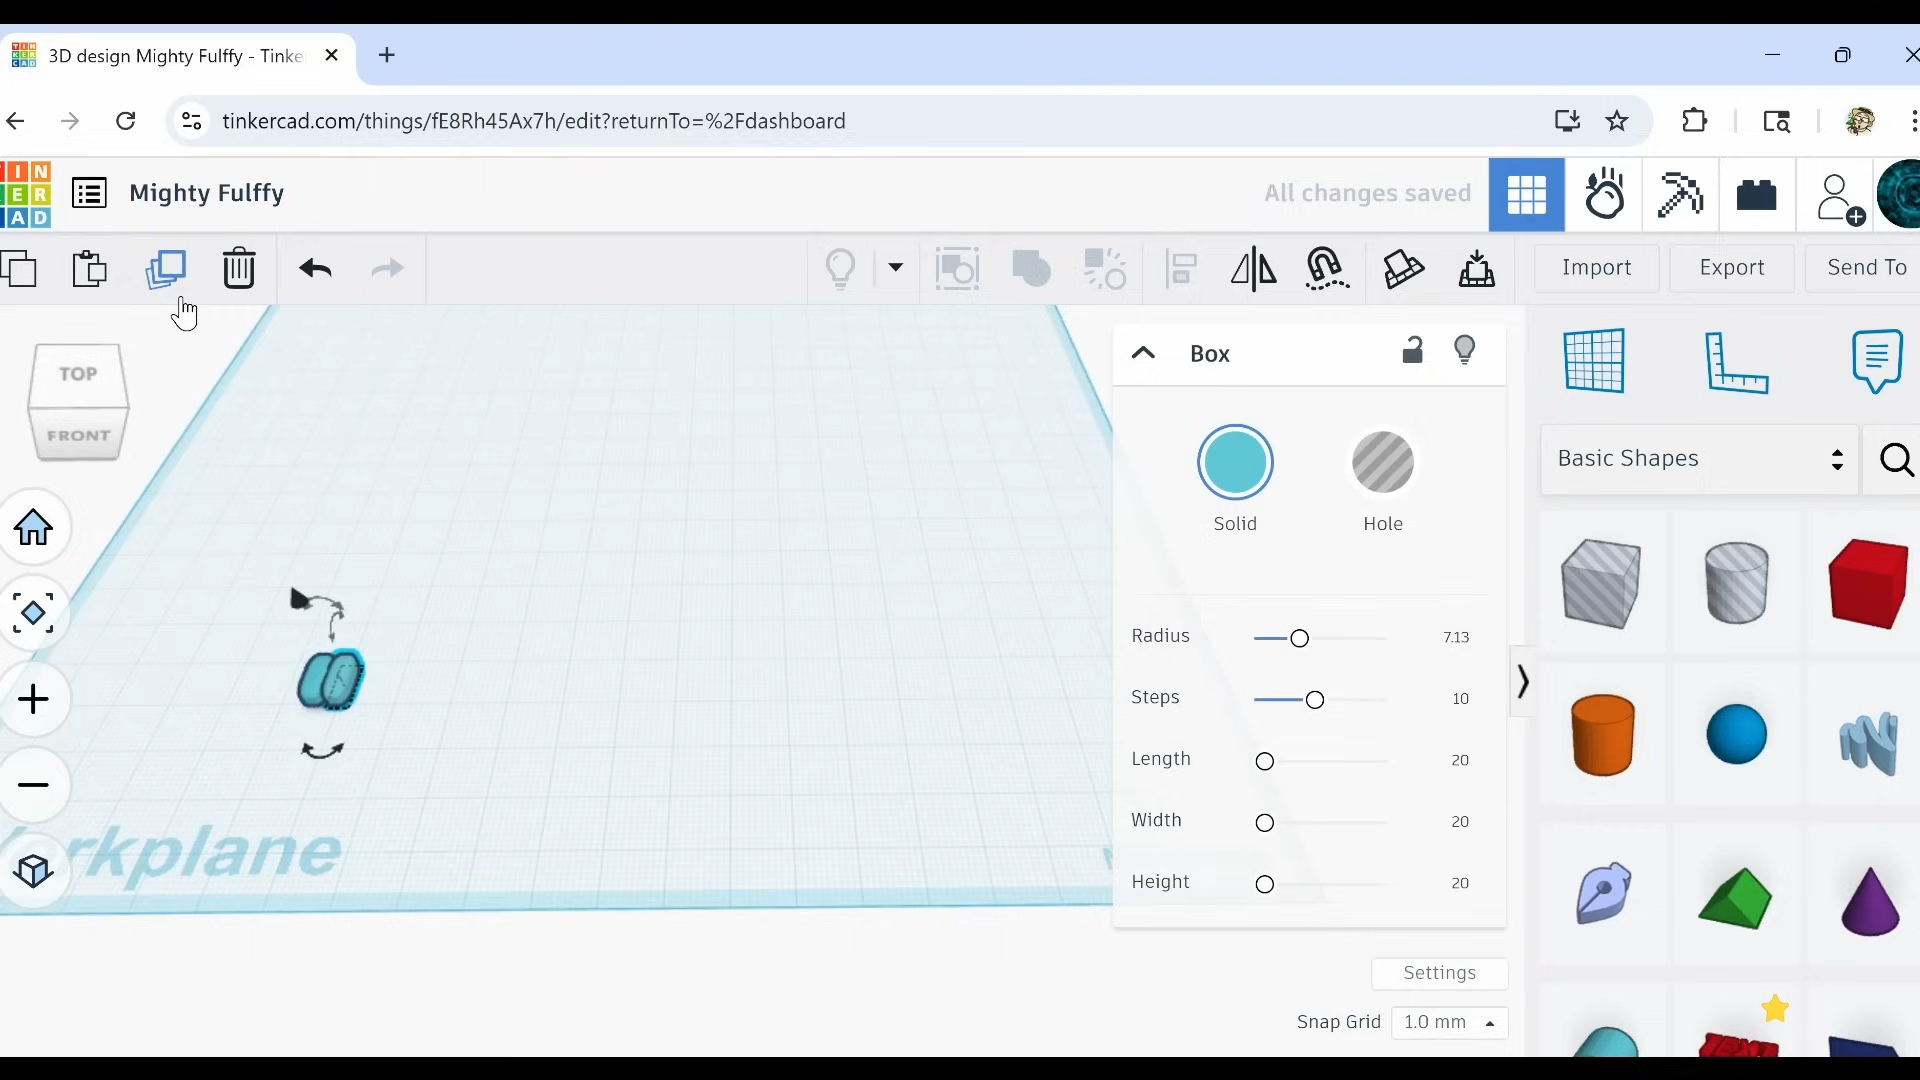 3D design Mighty Fulffy - Tinke
tinkercad.com/things/fE8Rh45Ax7h/edit?returnTo=%2Fdashboard
TIN
KER
CAD
Mighty Fulffy
All changes saved
Import
Export
Send To
TOP
FRONT
Box
Solid
Hole
Radius 7.13
Steps 10
Length 20
Width 20
Height 20
Basic Shapes
rkplane
Settings
Snap Grid 1.0 mm